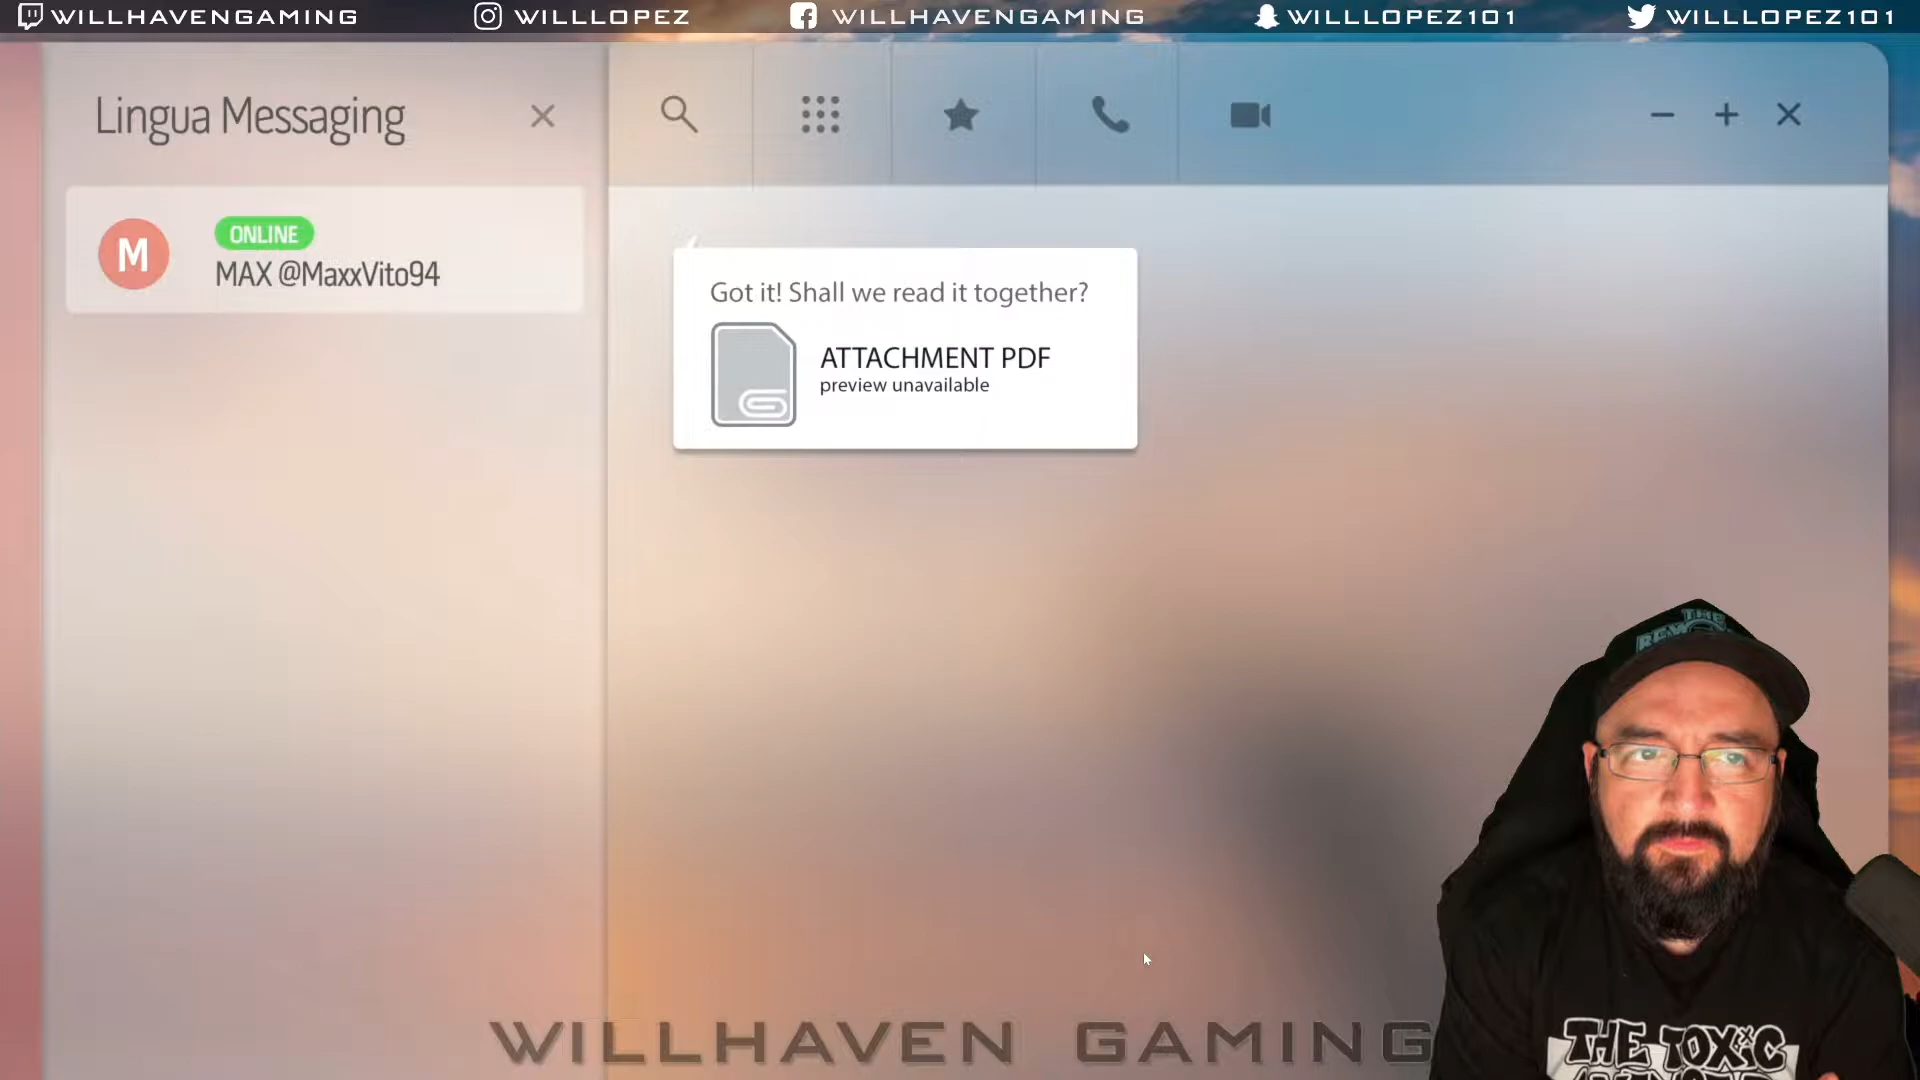 WILLHAVENGAMING
WILLLOPEZ
WILLHAVENGAMING
WILLLOPEZ101
WILLLOPEZ101
Lingua Messaging
M
ONLINE
MAX @MaxxVito94
Got it! Shall we read it together?
ATTACHMENT PDF
preview unavailable
THE
WILLHAVEN GAMING
THE TOXIC